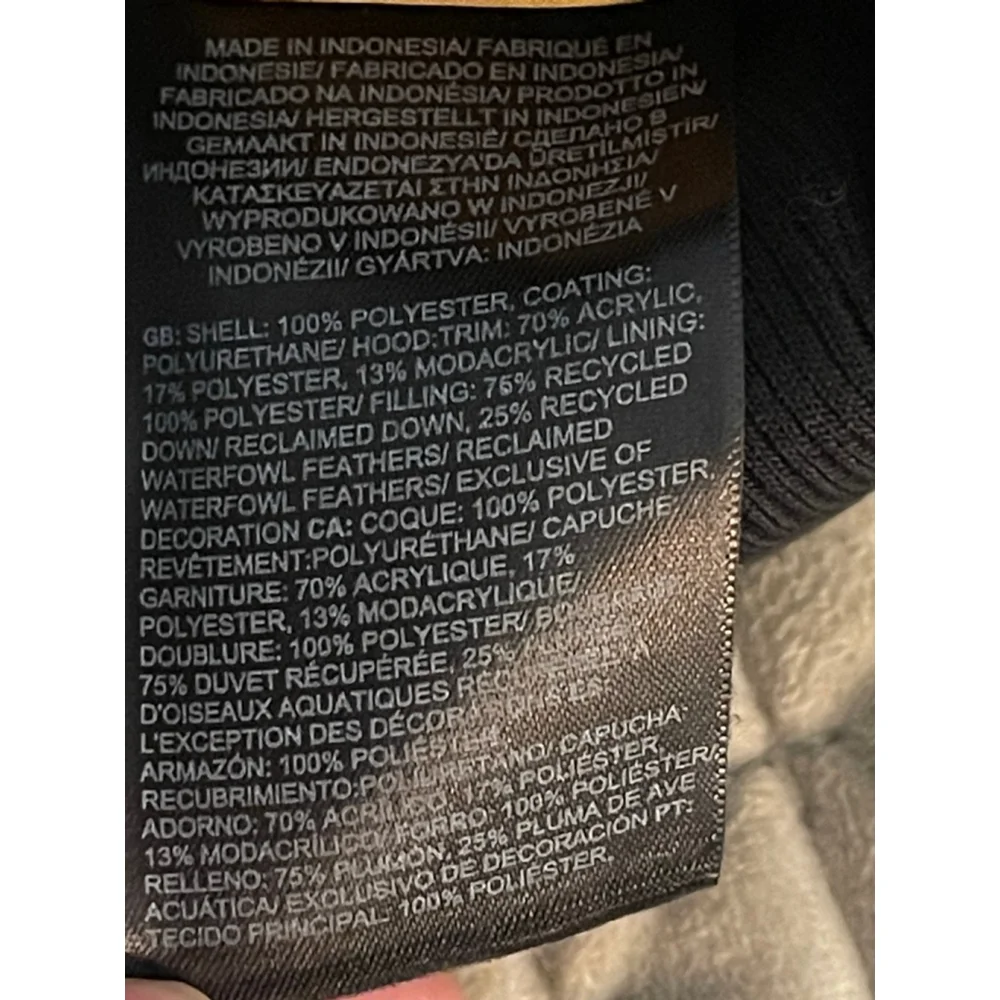 MADE IN INDONESIA/ FABRIQUÉ EN
INDONESIE/ FABRICADO EN INDONESIA/
FABRICADO NA INDONÉSIA/ PRODOTTO IN
INDONESIA/ HERGESTELLT IN INDONESIEN/
GEMAAKT IN INDONESIË/ СДЕЛАНО В
ИНДОНЕЗИИ/ ENDONEZYA'DA ÜRETİLMİŞTİR/
ΚΑΤΑΣΚΕΥΑΖΕΤΑΙ ΣΤΗΝ ΙΝΔΟΝΗΣΙΑ/
WYPRODUKOWANO W INDONEZJI/
VYROBENO V INDONÉSII/ VYROBENÉ V
INDONÉZII/ GYÁRTVA: INDONÉZIA
GB: SHELL: 100% POLYESTER, COATING:
POLYURETHANE/ HOOD:TRIM: 70% ACRYLIC,
17% POLYESTER, 13% MODACRYLIC/ LINING:
100% POLYESTER/ FILLING: 75% RECYCLED
DOWN/ RECLAIMED DOWN, 25% RECYCLED
WATERFOWL FEATHERS/ RECLAIMED
WATERFOWL FEATHERS/ EXCLUSIVE OF
DECORATION CA: COQUE: 100% POLYESTER,
REVÊTEMENT:POLYURÉTHANE/ CAPUCHE
GARNITURE: 70% ACRYLIQUE, 17%
POLYESTER, 13% MODACRYLIQUE/
DOUBLURE: 100% POLYESTER/
75% DUVET RÉCUPÉRÉE, 25%
D'OISEAUX AQUATIQUES
L'EXCEPTION DES
ARMAZÓN: 100% POLIÉSTER,
RECUBRIMIENTO:POLIURETANO/ CAPUCHA:
ADORNO: 70% ACRÍLICO, 17% POLIÉSTER,
13% MODACRÍLICO/ FORRO: 100% POLIÉSTER/
RELLENO: 75% PLUMÓN, 25% PLUMA DE AVE
ACUÁTICA/ EXCLUSIVO DE DECORACIÓN PT:
TECIDO PRINCIPAL: 100% POLIÉSTER,